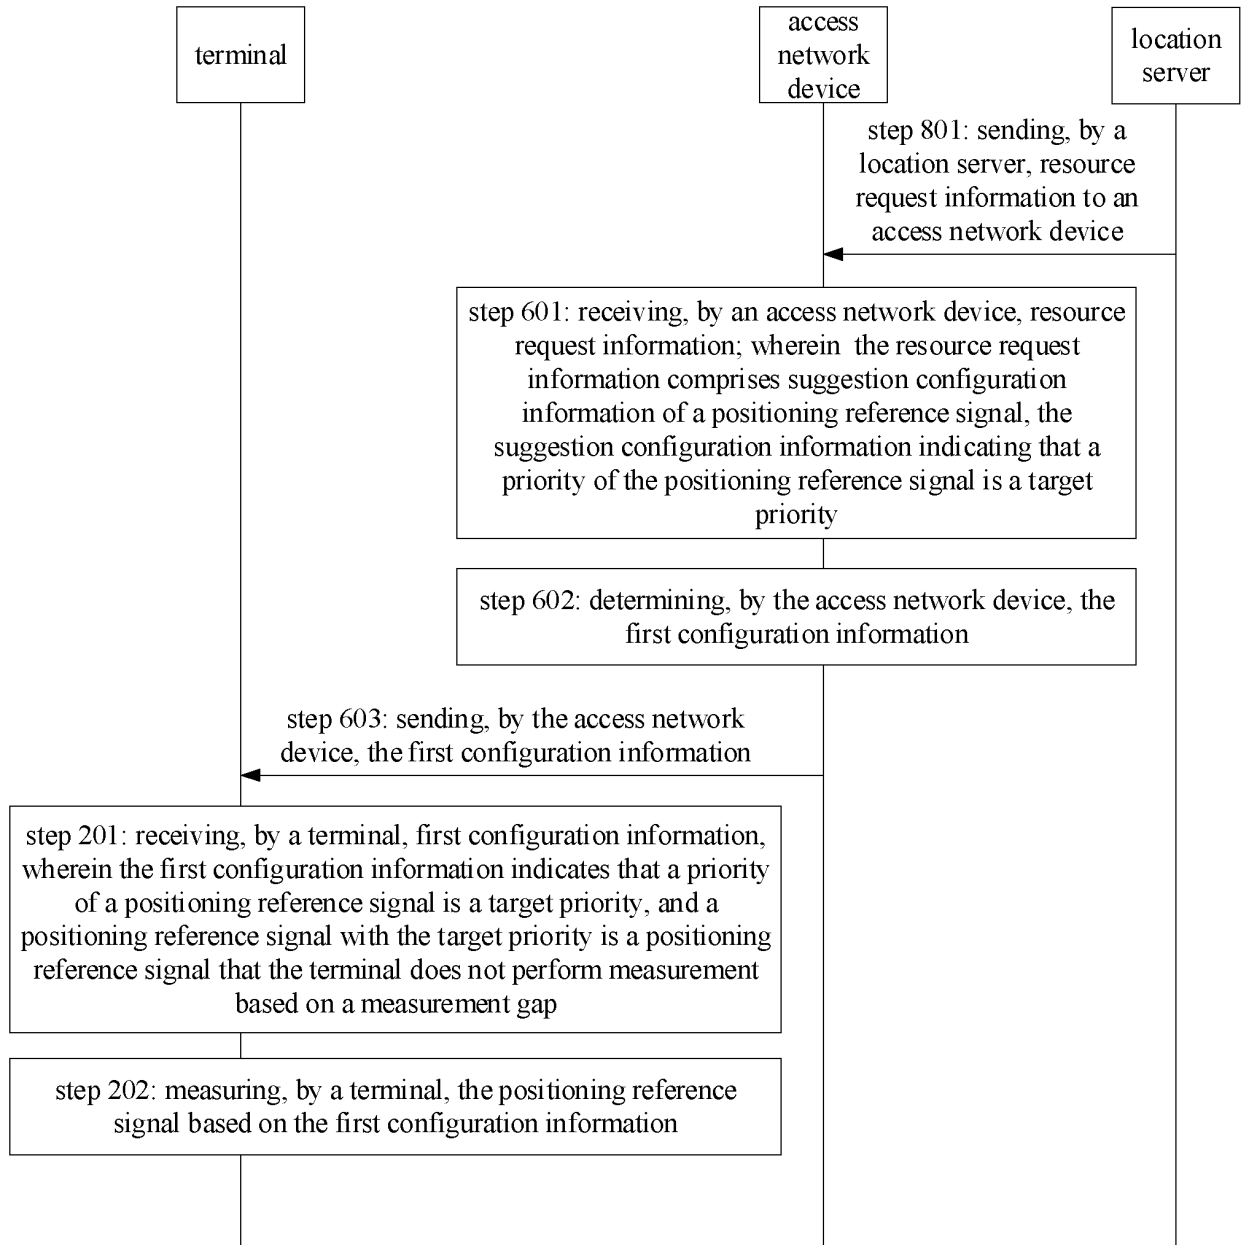 terminal
access
network
device
location
server
step 801: sending, by a
location server, resource
request information to an
access network device
step 601: receiving, by an access network device, resource
request information; wherein the resource request
information comprises suggestion configuration
information of a positioning reference signal, the
suggestion configuration information indicating that a
priority of the positioning reference signal is a target
priority
step 602: determining, by the access network device, the
first configuration information
step 603: sending, by the access network
device, the first configuration information
step 201: receiving, by a terminal, first configuration information,
wherein the first configuration information indicates that a priority
of a positioning reference signal is a target priority, and a
positioning reference signal with the target priority is a positioning
reference signal that the terminal does not perform measurement
based on a measurement gap
step 202: measuring, by a terminal, the positioning reference
signal based on the first configuration information